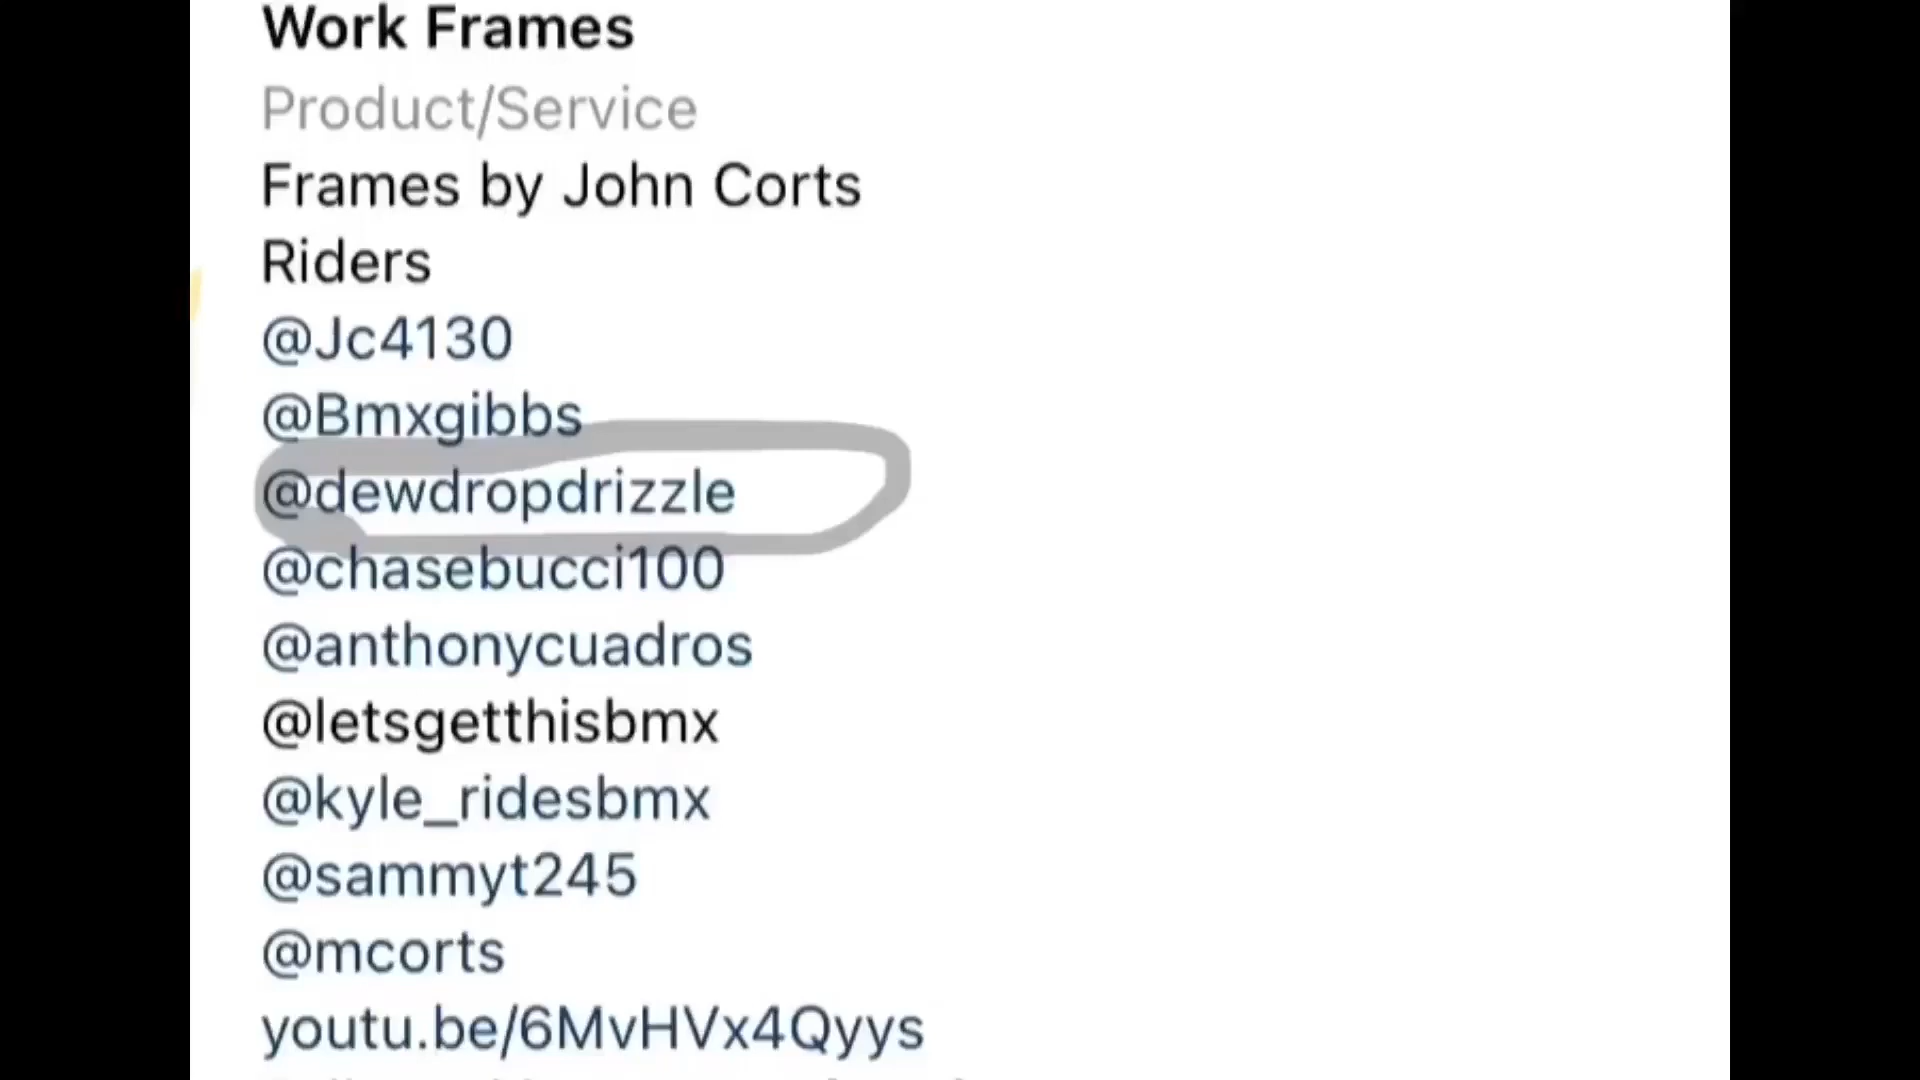 Work Frames
Product/Service
Frames by John Corts
Riders
@Jc4130
@Bmxgibbs
@dewdropdrizzle
@chasebucci100
@anthonycuadros
@letsgetthisbmx
@kyle_ridesbmx
@sammyt245
@mcorts
youtu.be/6MvHVx4Qyys